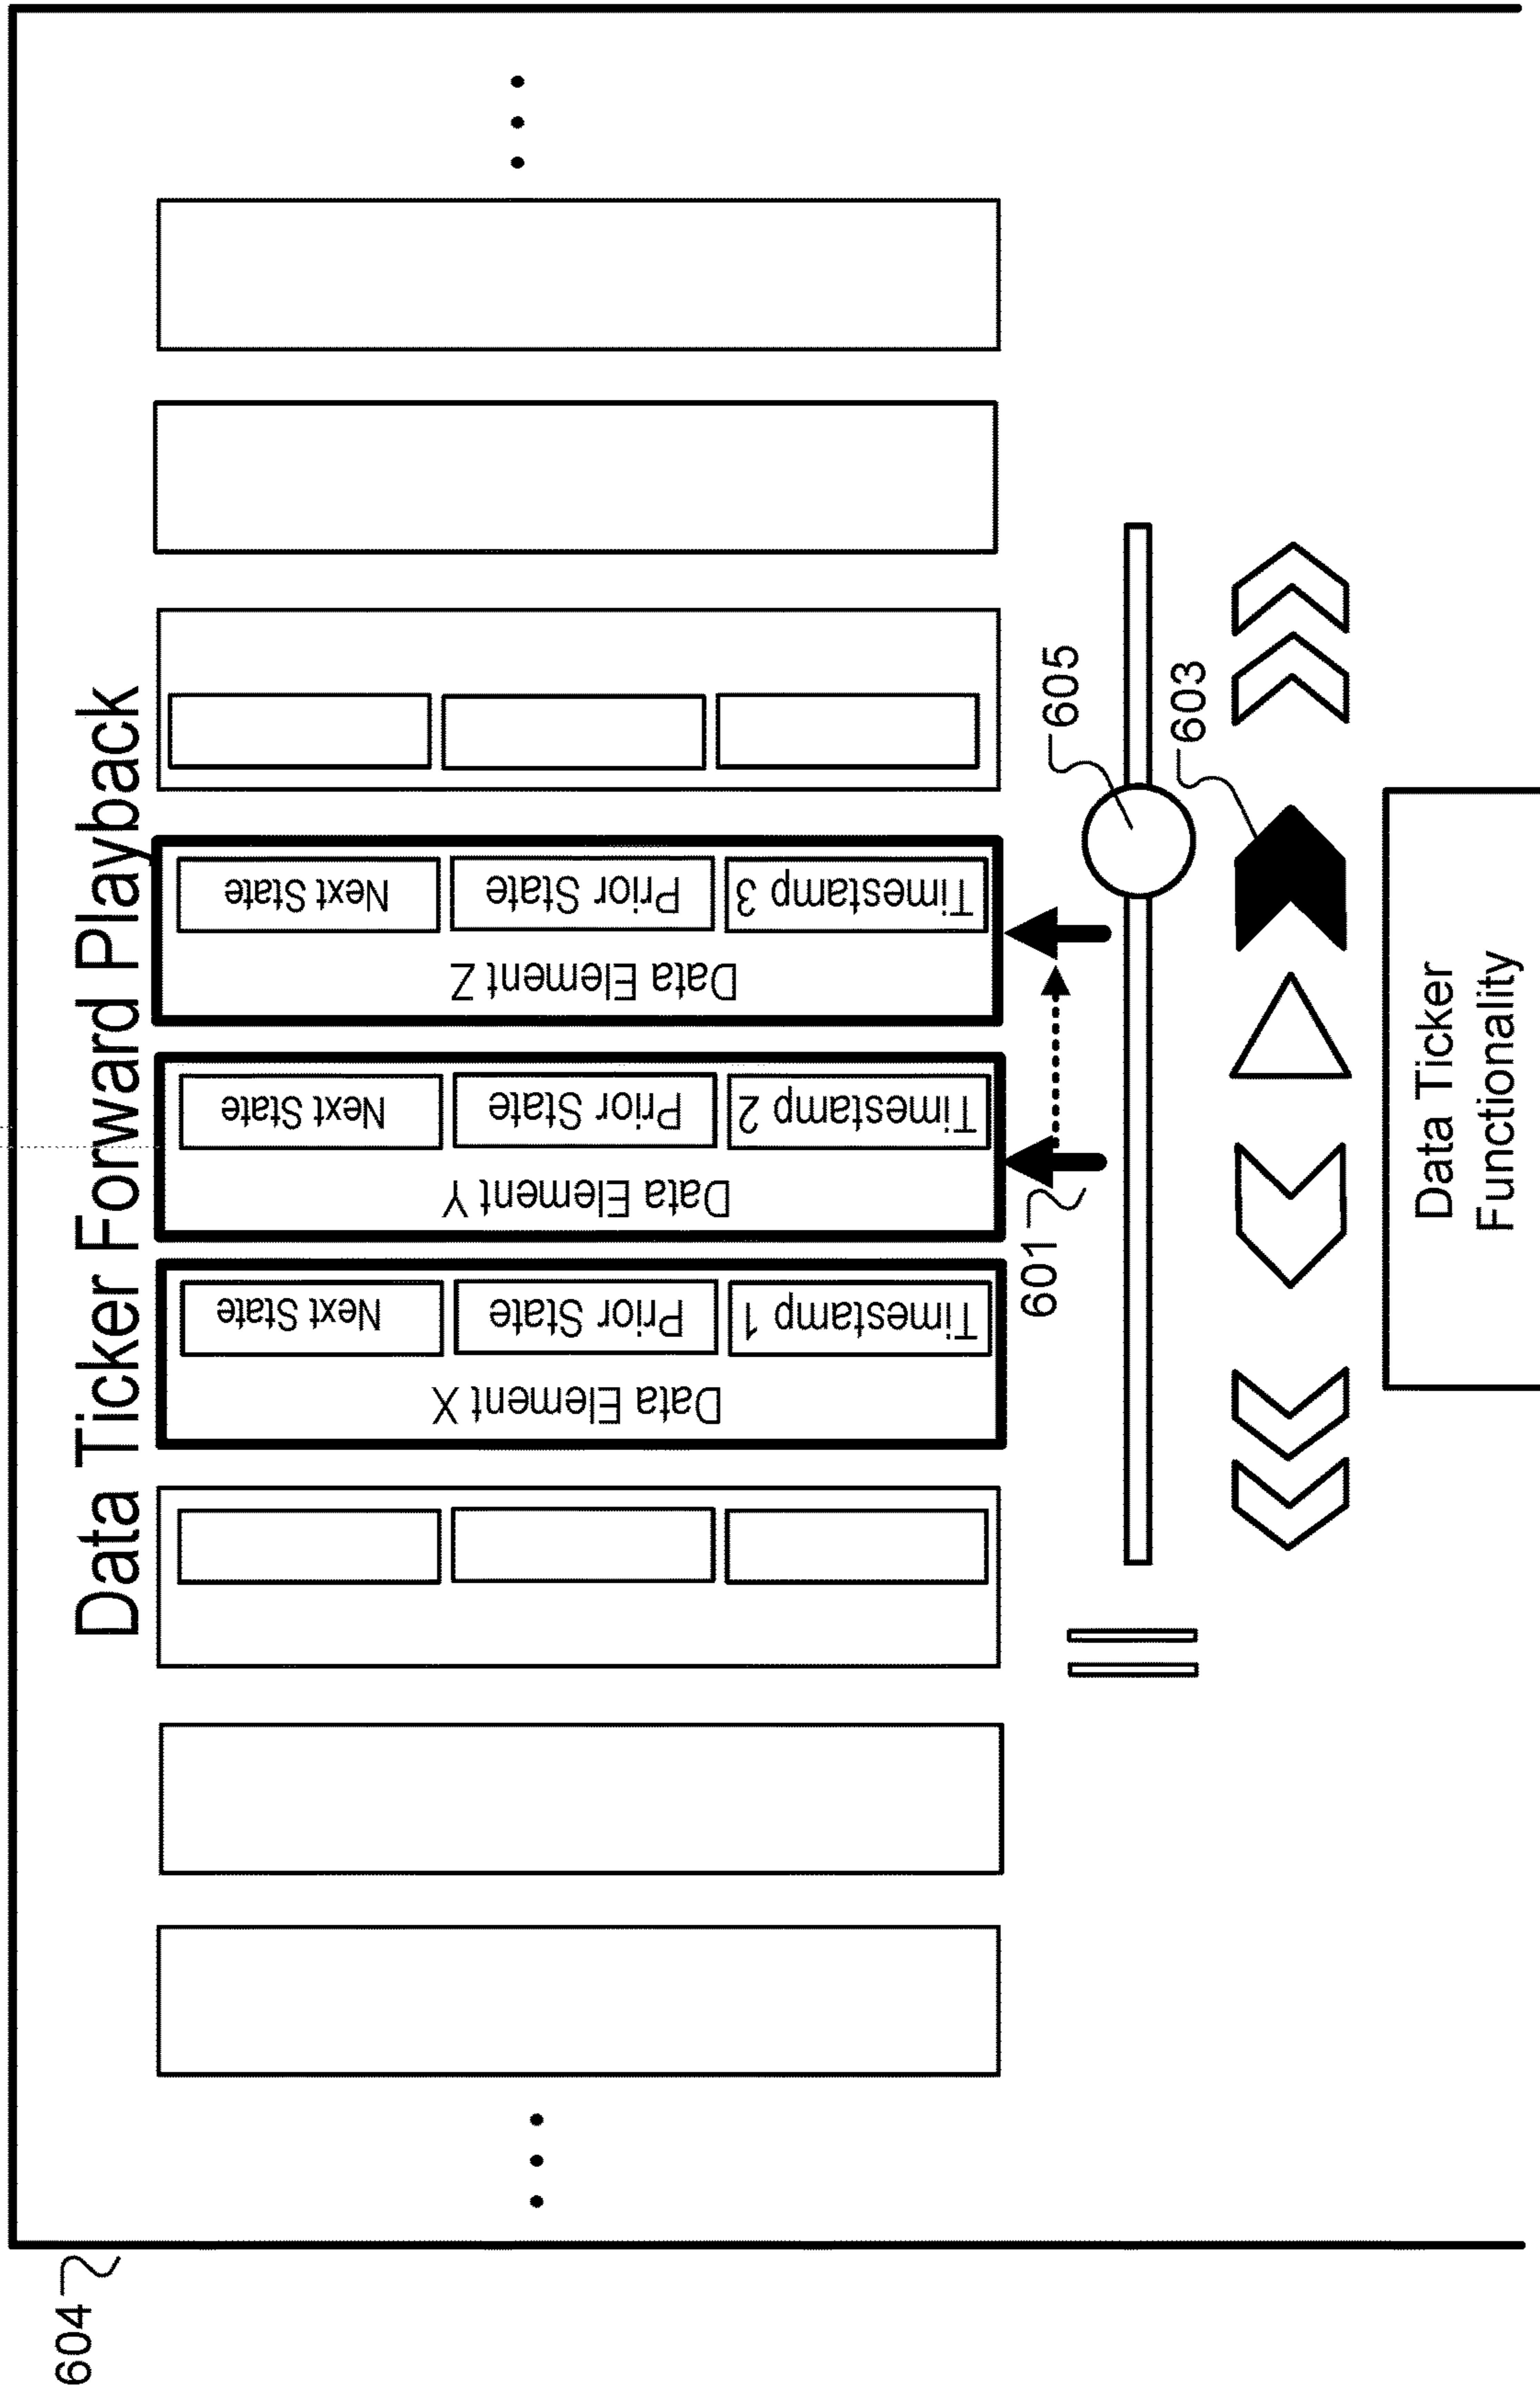 604
Data Ticker Forward Playback
Data Element X
Next State
Prior State
Timestamp 1
Data Element Y
Next State
Prior State
Timestamp 2
Data Element Z
Next State
Prior State
Timestamp 3
601
605
603
Data Ticker
Functionality